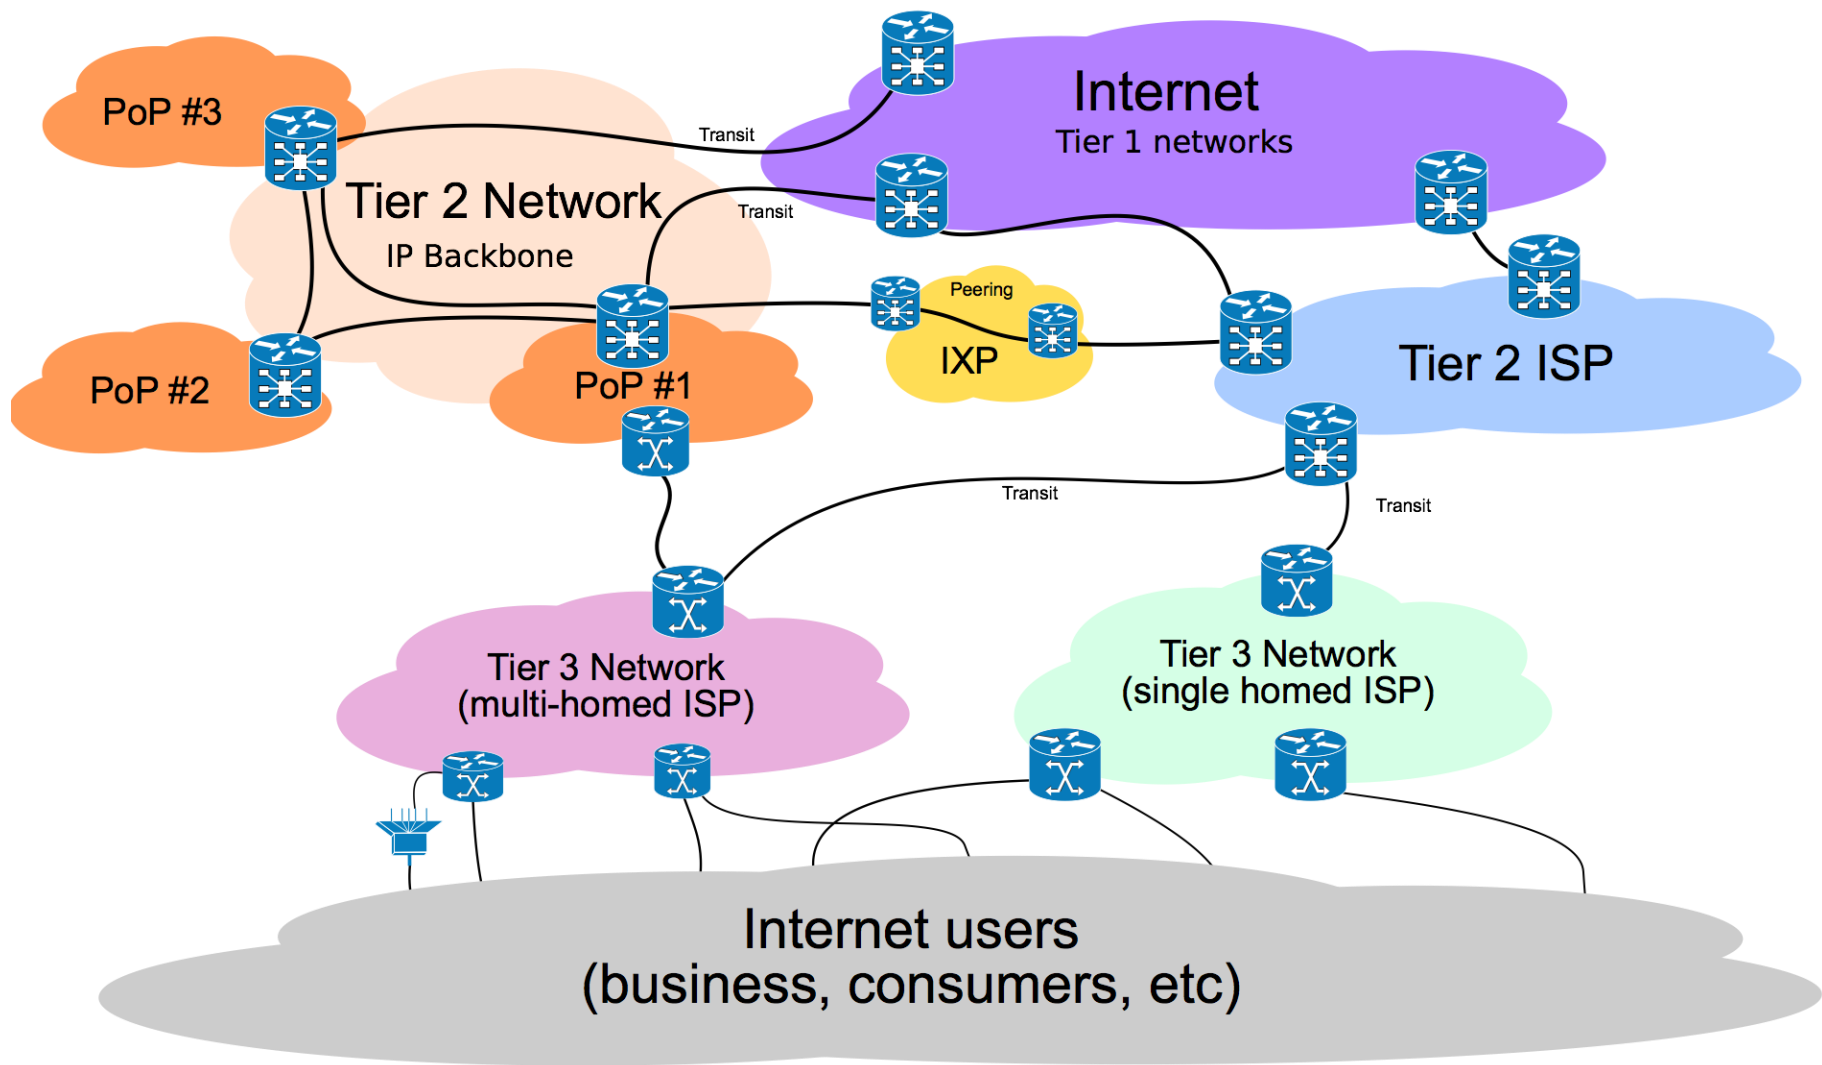 Internet
Tier 1 networks
PoP #3
Transit
Tier 2 Network
IP Backbone
Transit
Peering
IXP
Tier 2 ISP
PoP #2
PoP #1
Transit
Transit
Tier 3 Network
(multi-homed ISP)
Tier 3 Network
(single homed ISP)
Internet users
(business, consumers, etc)